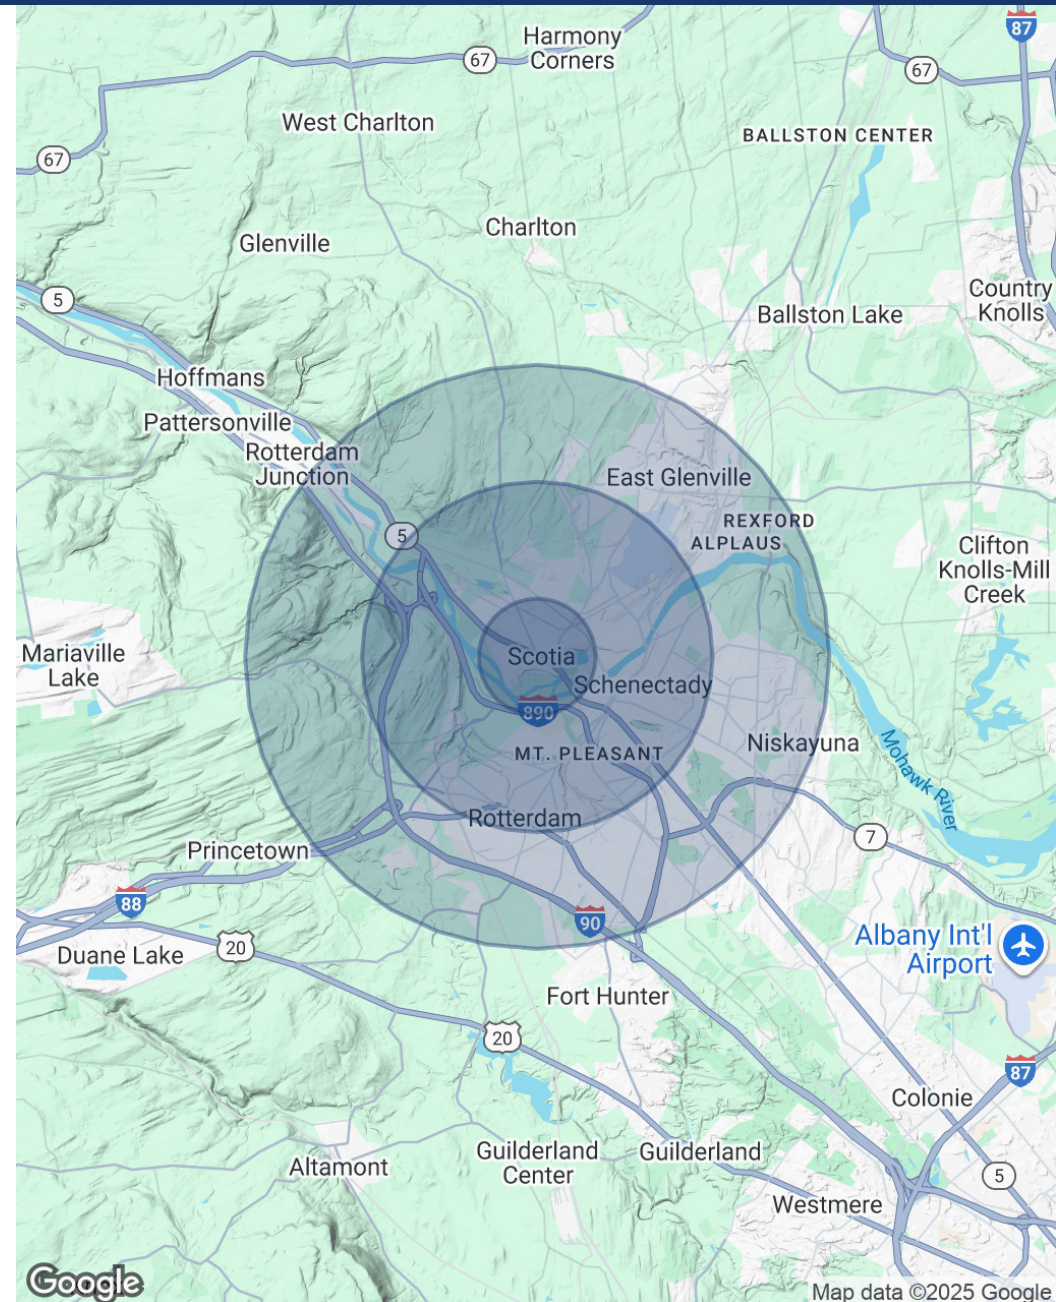 Harmony
Corners
87
67
67
West Charlton
BALLSTON CENTER
67
Charlton
Glenville
Country
Knolls
5
Ballston Lake
Hoffmans
Pattersonville
Rotterdam
Junction
East Glenville
REXFORD
5
ALPLAUS
Clifton
Knolls-Mill
Creek
Mariaville
Lake
Scotia
Schenectady
890
MT. PLEASANT
Niskayuna
Mohawk River
Rotterdam
7
Princetown
88
90
20
Albany Int'l
Airport
Duane Lake
Fort Hunter
20
87
Colonie
Guilderland
Center
Guilderland
Altamont
5
Westmere
Google
Map data ©2025 Google